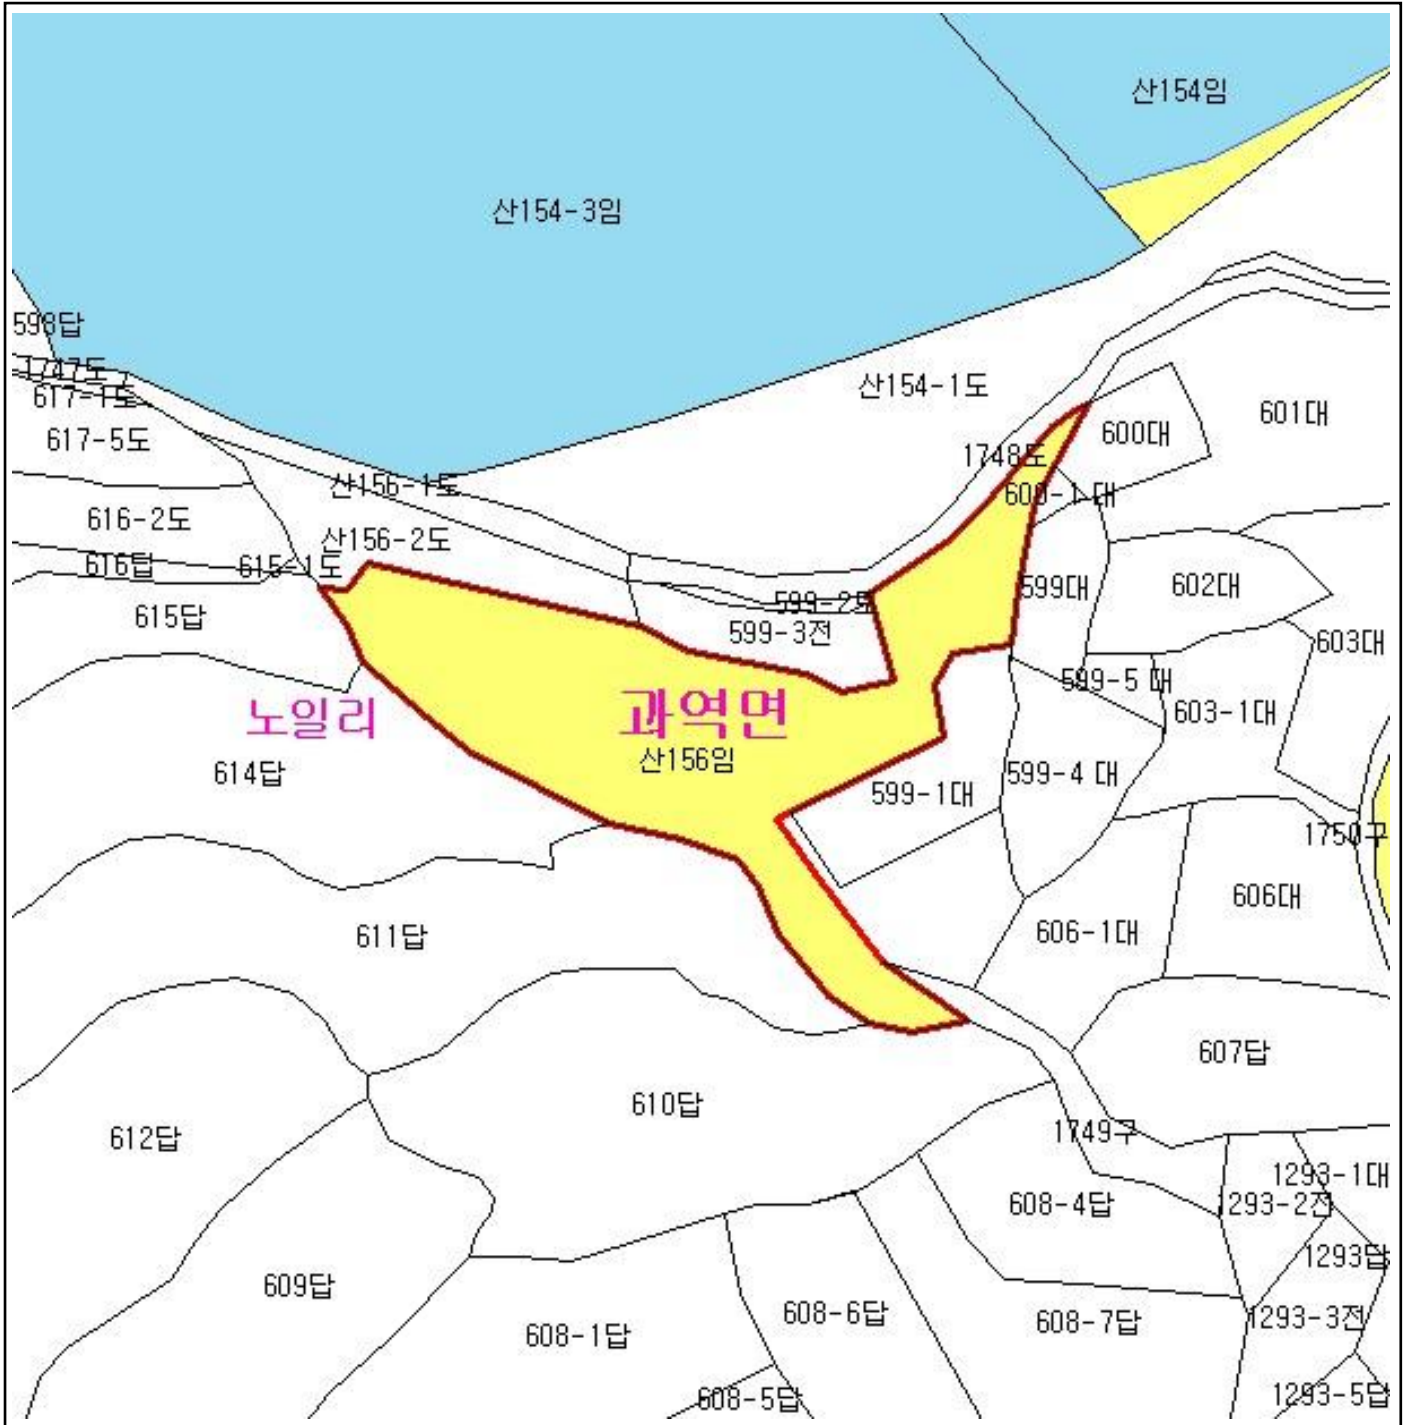 산154임
산154-3임
598답
1747도
617-1도
617-5도
산154-1도
601대
600대
1748도
산156-1도
600-1 대
616-2도
산156-2도
616답
615-1도
599대
602대
599-2도
615답
599-3전
603대
599-5 대
노일리
과역면
603-1대
산156임
614답
599-4 대
599-1대
1750구
606대
611답
606-1대
607답
610답
1749구
612답
1293-1대
608-4답
1293-2전
1293답
609답
608-6답
608-7답
1293-3전
608-1답
608-5답
1293-5답